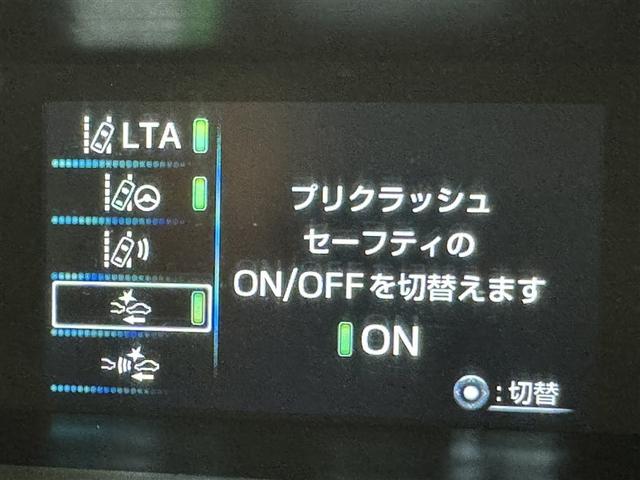 LTA
プリクラッシュ
セーフティの
ON/OFFを切替えます
ON
:切替